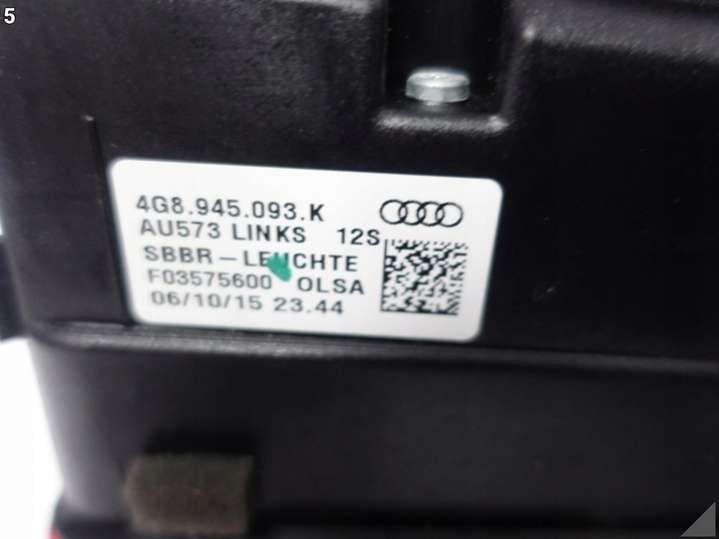 5
4G8.945.093.K
AU573 LINKS 12S
SBBR-LEUCHTE
F03575600 OLSA
06/10/15 23.44